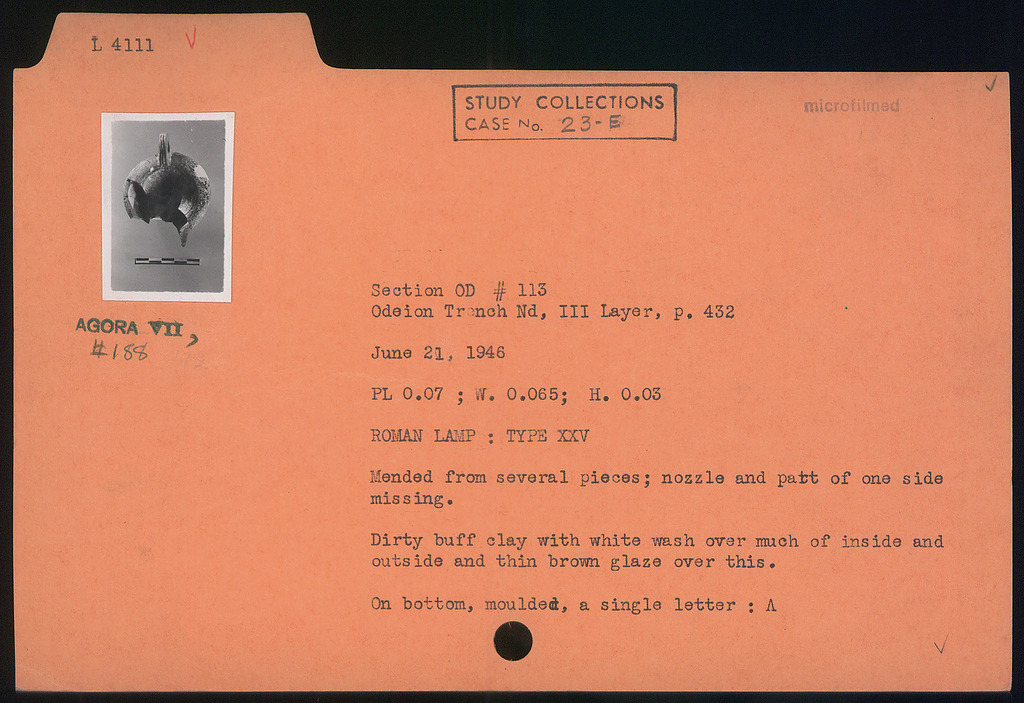 L 4111
STUDY COLLECTIONS
CASE No. 23-E
microfilmed
AGORA VII,
#188
Section OD # 113
Odeion Trench Nd, III Layer, p. 432
June 21, 1946
PL 0.07 ; W. 0.065; H. 0.03
ROMAN LAMP : TYPE XXV
Mended from several pieces; nozzle and patt of one side
missing.
Dirty buff clay with white wash over much of inside and
outside and thin brown glaze over this.
On bottom, moulded, a single letter : A